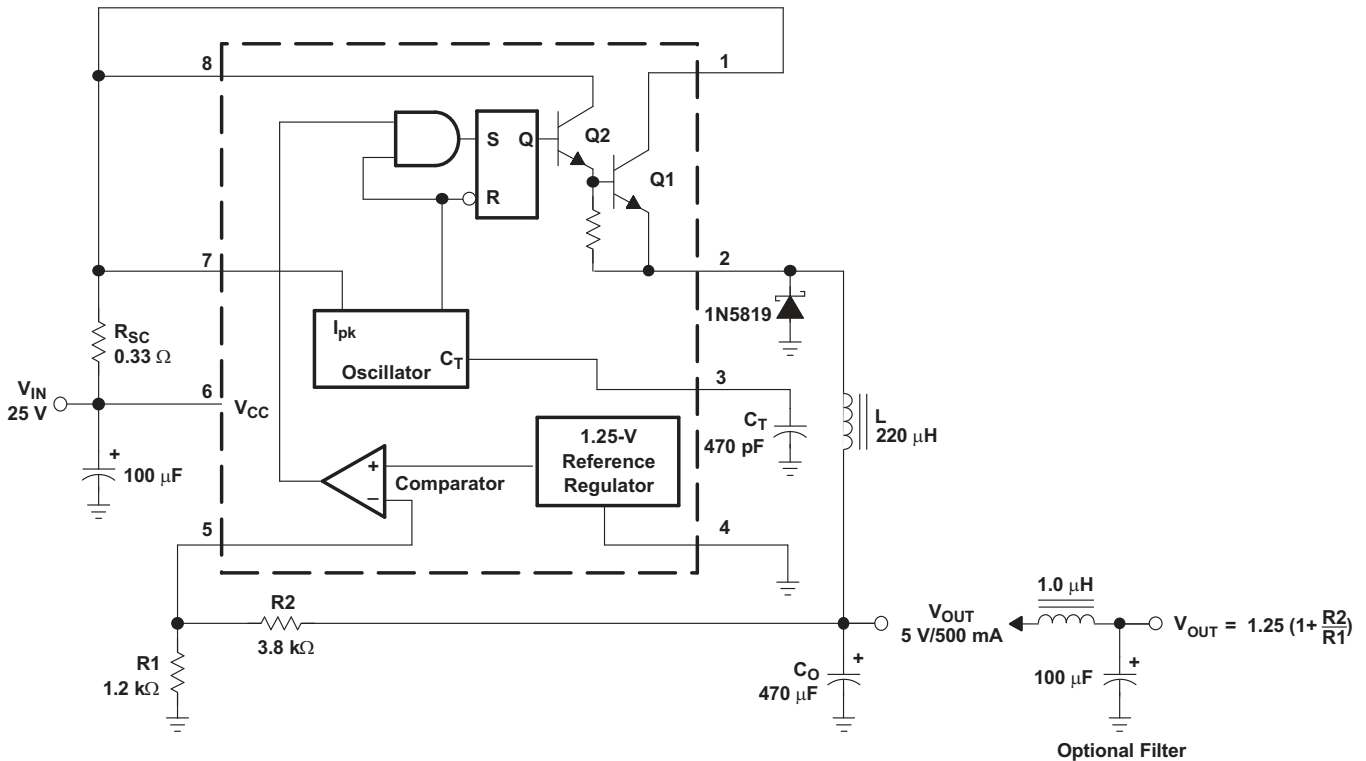 8
1
S
Q
Q2
R
Q1
7
2
Ipk
CT
Oscillator
1N5819
RSC
0.33 Ω
VIN
25 V
6
VCC
3
CT
470 pF
L
220 μH
1.25-V
Reference
Regulator
+
–
Comparator
+
100 μF
5
4
R2
3.8 kΩ
R1
1.2 kΩ
VOUT
5 V/500 mA
1.0 μH
VOUT = 1.25 (1+ R2/R1)
CO
470 μF
+
100 μF
+
Optional Filter